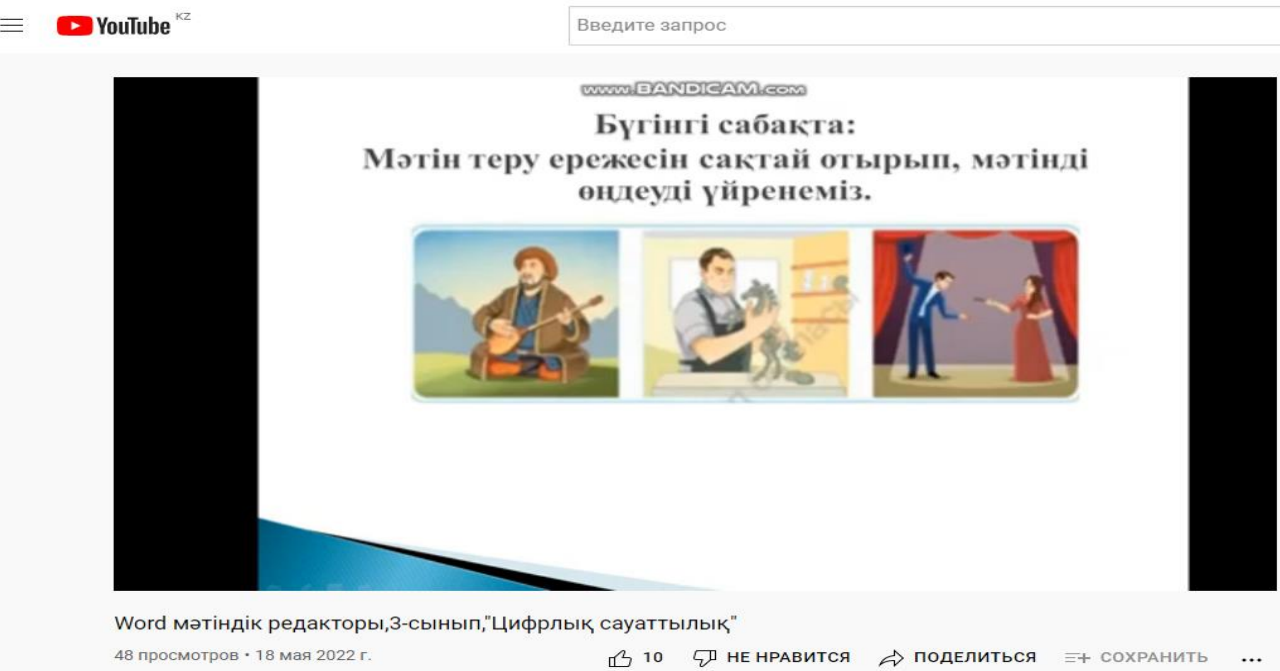 YouTube KZ
Введите запрос
www.BANDICAM.com
Бүгінгі сабақта:
Мәтін теру ережесін сақтай отырып, мәтінді
өңдеуді үйренеміз.
Word мәтіндік редакторы,3-сынып,"Цифрлық сауаттылық"
48 просмотров • 18 мая 2022 г.
10 НЕ НРАВИТСЯ ПОДЕЛИТЬСЯ СОХРАНИТЬ ...